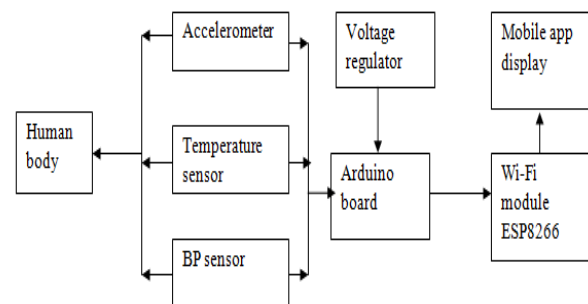 Accelerometer
Voltage
regulator
Mobile app
display
Human
body
Temperature
sensor
Arduino
board
Wi-Fi
module
ESP8266
BP sensor